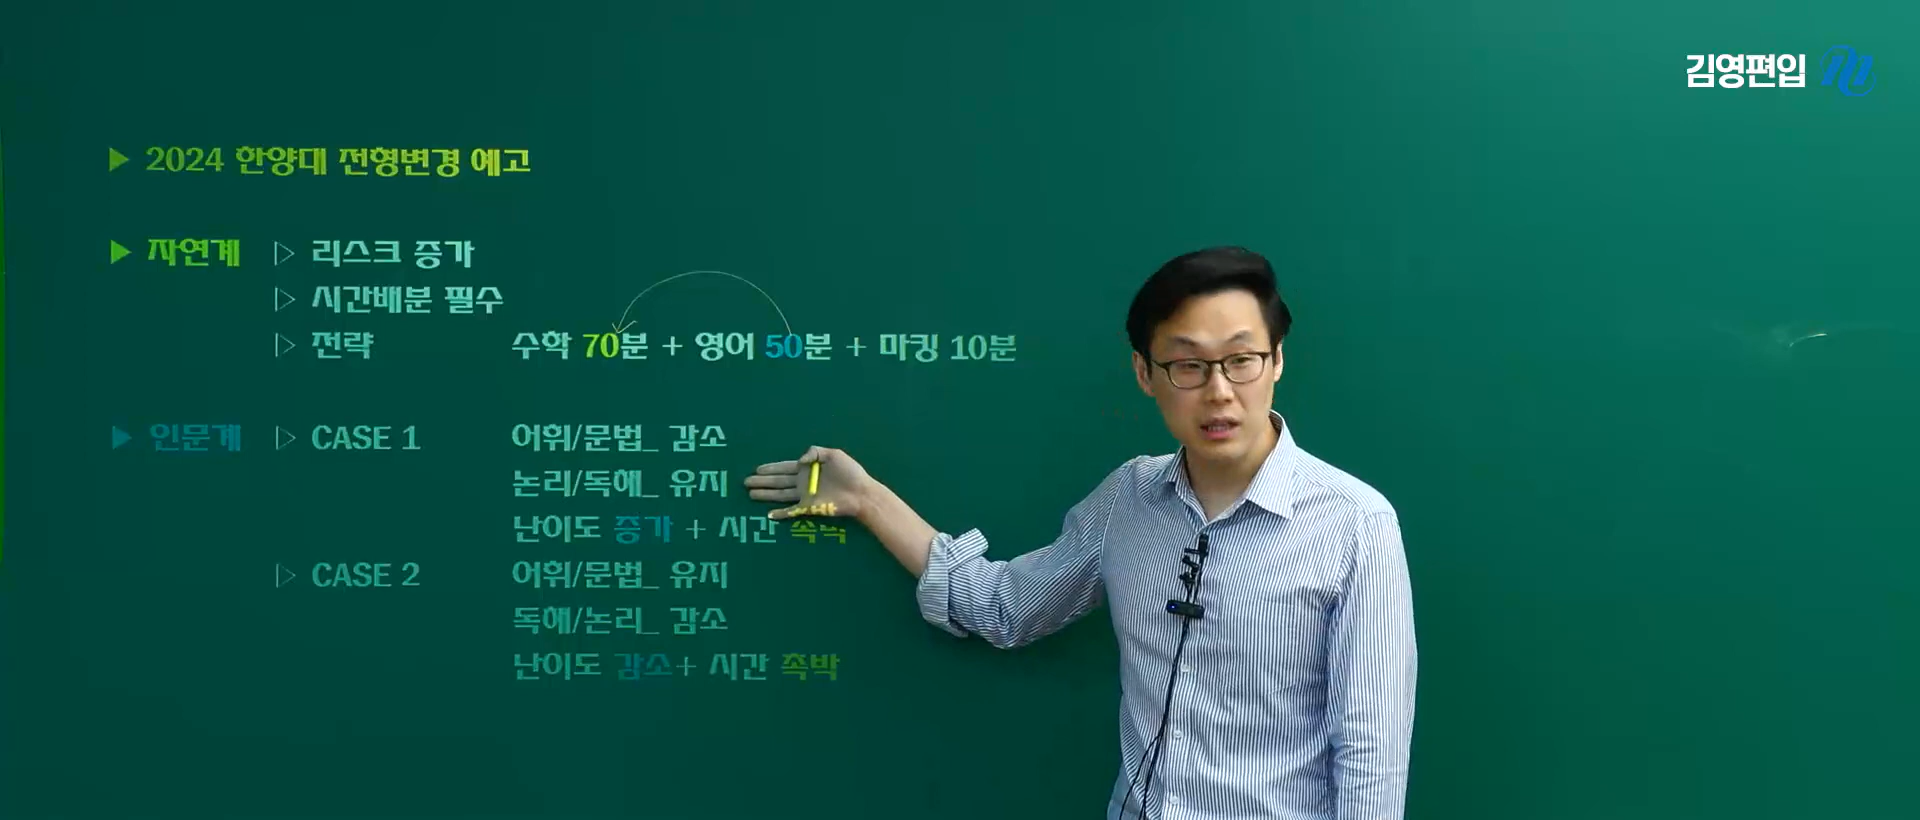 김영편입
▶ 2024 한양대 전형변경 예고
▶ 자연계 ▷ 리스크 증가
▷ 시간배분 필수
▷ 전략 수학 70분 + 영어 50분 + 마킹 10분
▶ 인문계 ▷ CASE 1 어휘/문법_ 감소
논리/독해_ 유지
난이도 증가 + 시간 촉박
▷ CASE 2 어휘/문법_ 유지
독해/논리_ 감소
난이도 감소+ 시간 촉박